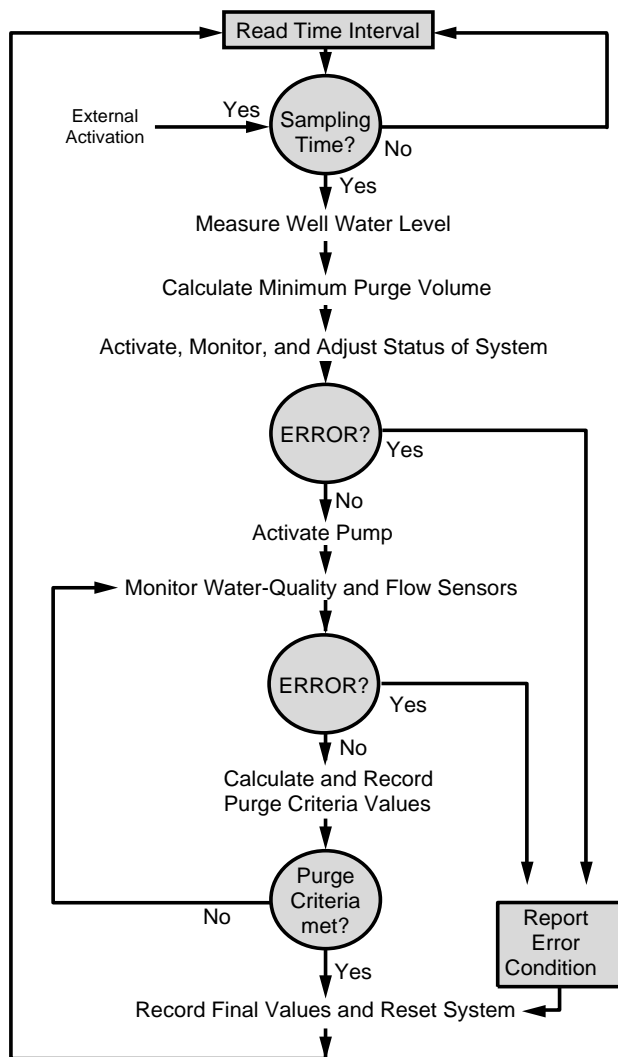 Read Time Interval
External
Activation
Yes
Sampling
Time?
No
Yes
Measure Well Water Level
Calculate Minimum Purge Volume
Activate, Monitor, and Adjust Status of System
ERROR?
Yes
No
Activate Pump
Monitor Water-Quality and Flow Sensors
ERROR?
Yes
No
Calculate and Record
Purge Criteria Values
Purge
Criteria
met?
No
Yes
Report
Error
Condition
Record Final Values and Reset System